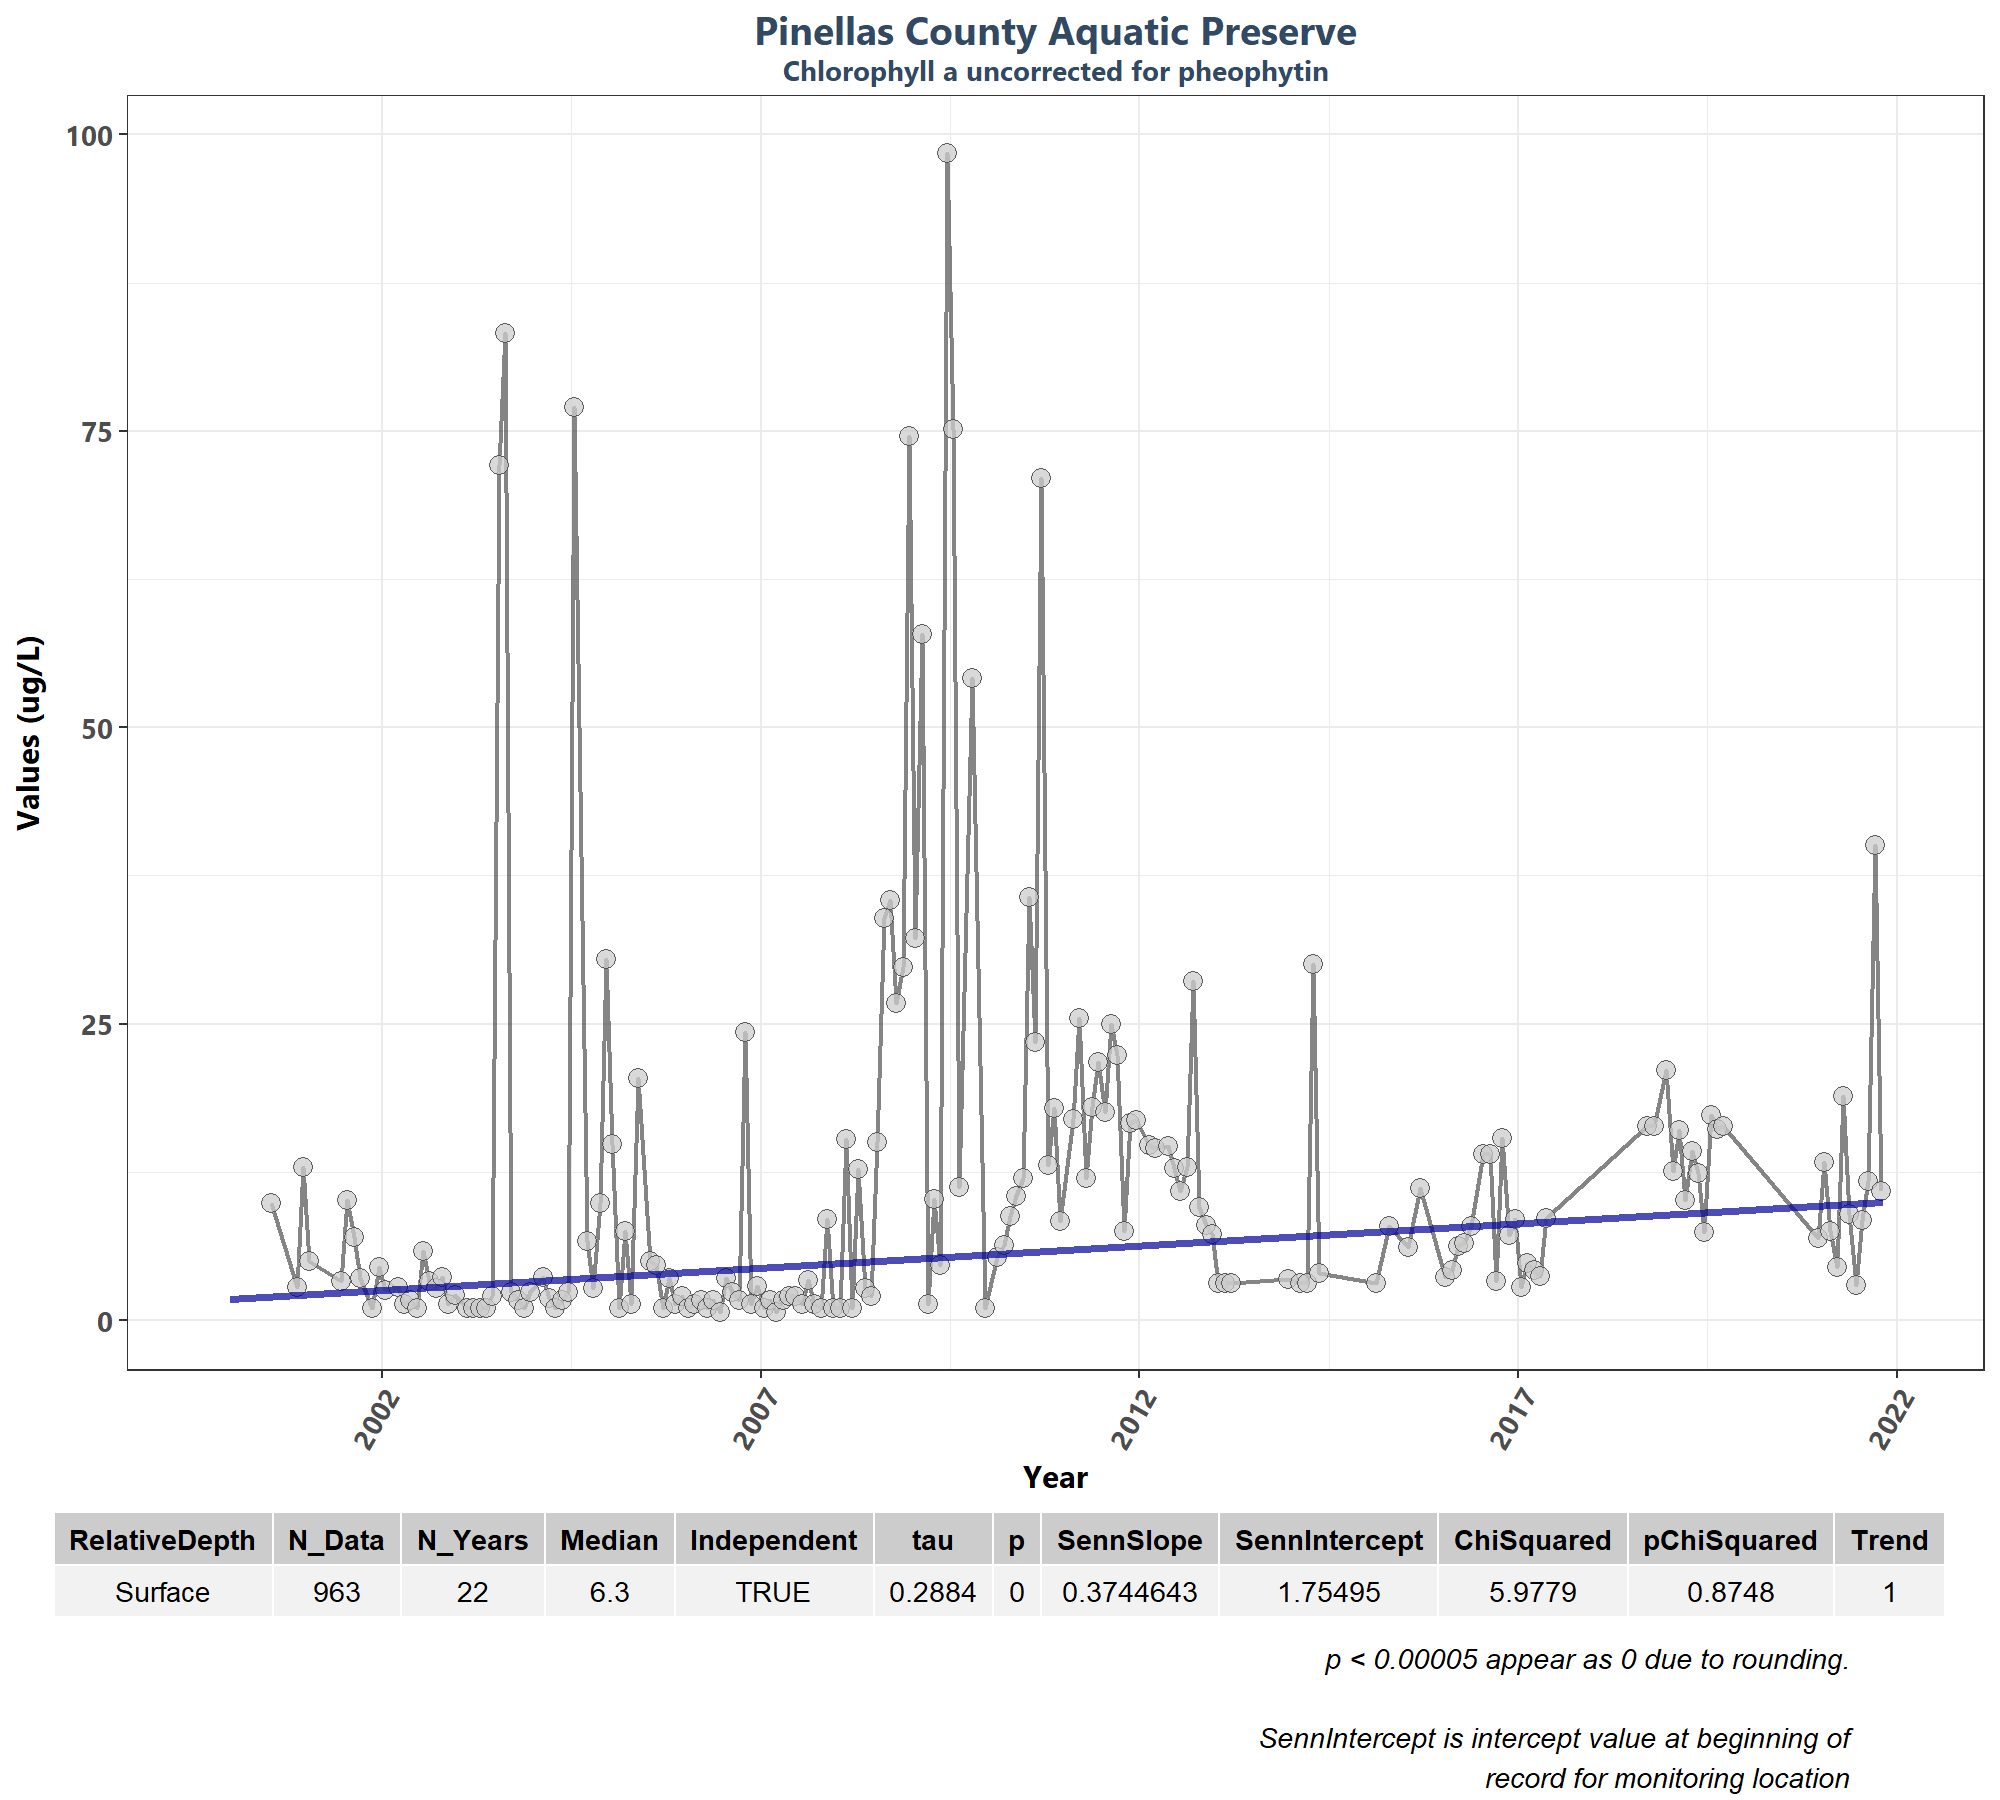 Pinellas County Aquatic Preserve
Chlorophyll a uncorrected for pheophytin
100
75
50
25
0
Values (ug/L)
2002
2007
2012
2017
2022
Year
RelativeDepth N_Data N_Years Median Independent tau p SennSlope SennIntercept ChiSquared pChiSquared Trend
Surface 963 22 6.3 TRUE 0.2884 0 0.3744643 1.75495 5.9779 0.8748 1
p < 0.00005 appear as 0 due to rounding.
SennIntercept is intercept value at beginning of
record for monitoring location